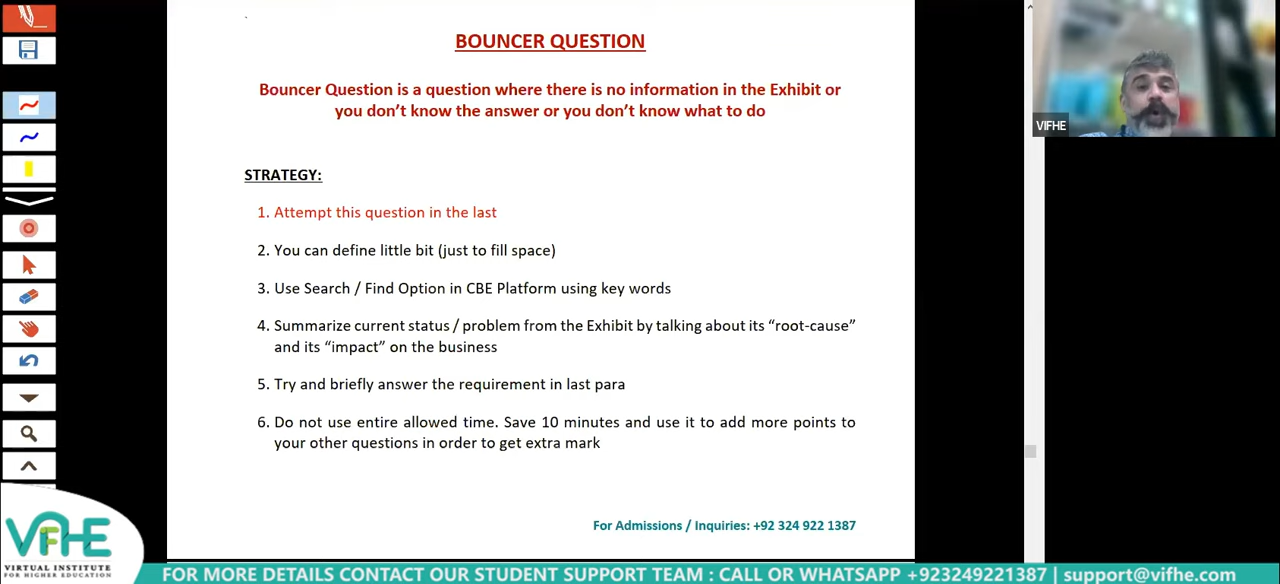 BOUNCER QUESTION
Bouncer Question is a question where there is no information in the Exhibit or
you don't know the answer or you don't know what to do
STRATEGY:
1. Attempt this question in the last
2. You can define little bit (just to fill space)
3. Use Search / Find Option in CBE Platform using key words
4. Summarize current status / problem from the Exhibit by talking about its “root-cause”
and its “impact” on the business
5. Try and briefly answer the requirement in last para
6. Do not use entire allowed time. Save 10 minutes and use it to add more points to
your other questions in order to get extra mark
For Admissions / Inquiries: +92 324 922 1387
VIFHE
VIFHE
VIRTUAL INSTITUTE
FOR HIGHER EDUCATION
FOR MORE DETAILS CONTACT OUR STUDENT SUPPORT TEAM : CALL OR WHATSAPP +923249221387 | support@vifhe.com